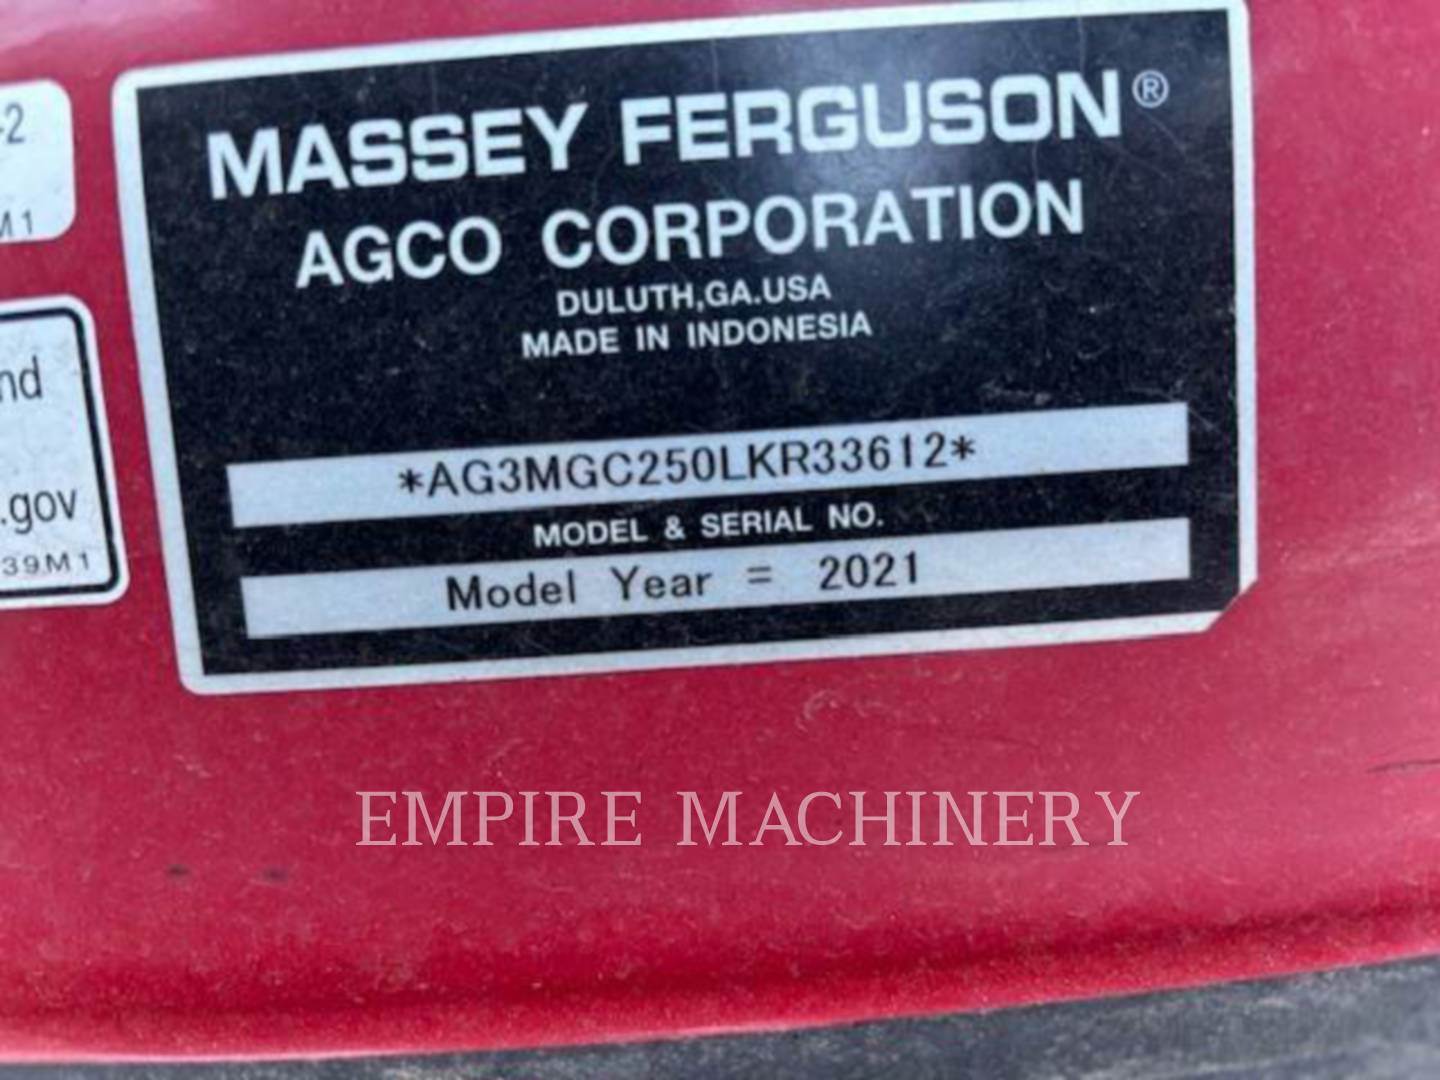 -2
M1
nd
.gov
39M1
MASSEY FERGUSON®
AGCO CORPORATION
DULUTH,GA.USA
MADE IN INDONESIA
*AG3MGC250LKR33612*
MODEL & SERIAL NO.
Model Year = 2021
EMPIRE MACHINERY